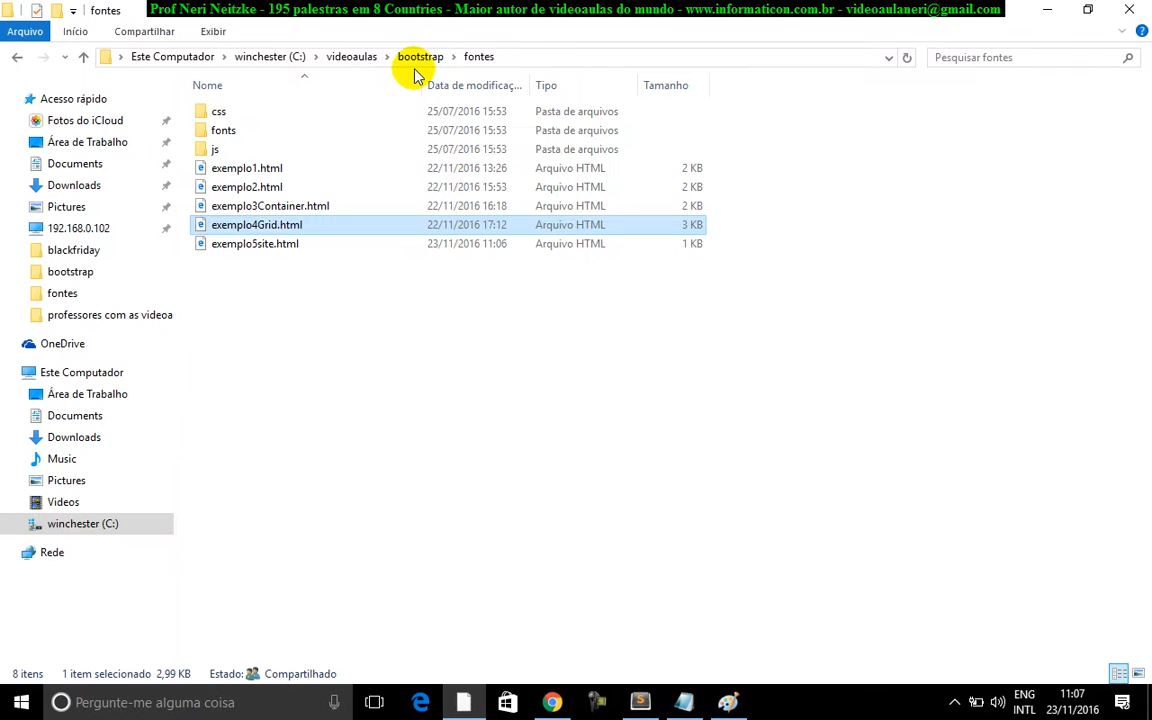 fontes
Prof Neri Neitzke - 195 palestras em 8 Countries - Maior autor de videoaulas do mundo - www.informaticon.com.br - videoaulaneri@gmail.com
Arquivo Início Compartilhar Exibir
Este Computador winchester (C:) videoaulas bootstrap fontes Pesquisar fontes
Nome Data de modificaç... Tipo Tamanho
css 25/07/2016 15:53 Pasta de arquivos
fonts 25/07/2016 15:53 Pasta de arquivos
js 25/07/2016 15:53 Pasta de arquivos
exemplo1.html 22/11/2016 13:26 Arquivo HTML 2 KB
exemplo2.html 22/11/2016 15:53 Arquivo HTML 2 KB
exemplo3Container.html 22/11/2016 16:18 Arquivo HTML 2 KB
exemplo4Grid.html 22/11/2016 17:12 Arquivo HTML 3 KB
exemplo5site.html 23/11/2016 11:06 Arquivo HTML 1 KB
Acesso rápido
Fotos do iCloud
Área de Trabalho
Documents
Downloads
Pictures
192.168.0.102
blackfriday
bootstrap
fontes
professores com as videoa
OneDrive
Este Computador
Área de Trabalho
Documents
Downloads
Music
Pictures
Videos
winchester (C:)
Rede
8 itens 1 item selecionado 2,99 KB Estado: Compartilhado
Pergunte-me alguma coisa
ENG
INTL
11:07
23/11/2016